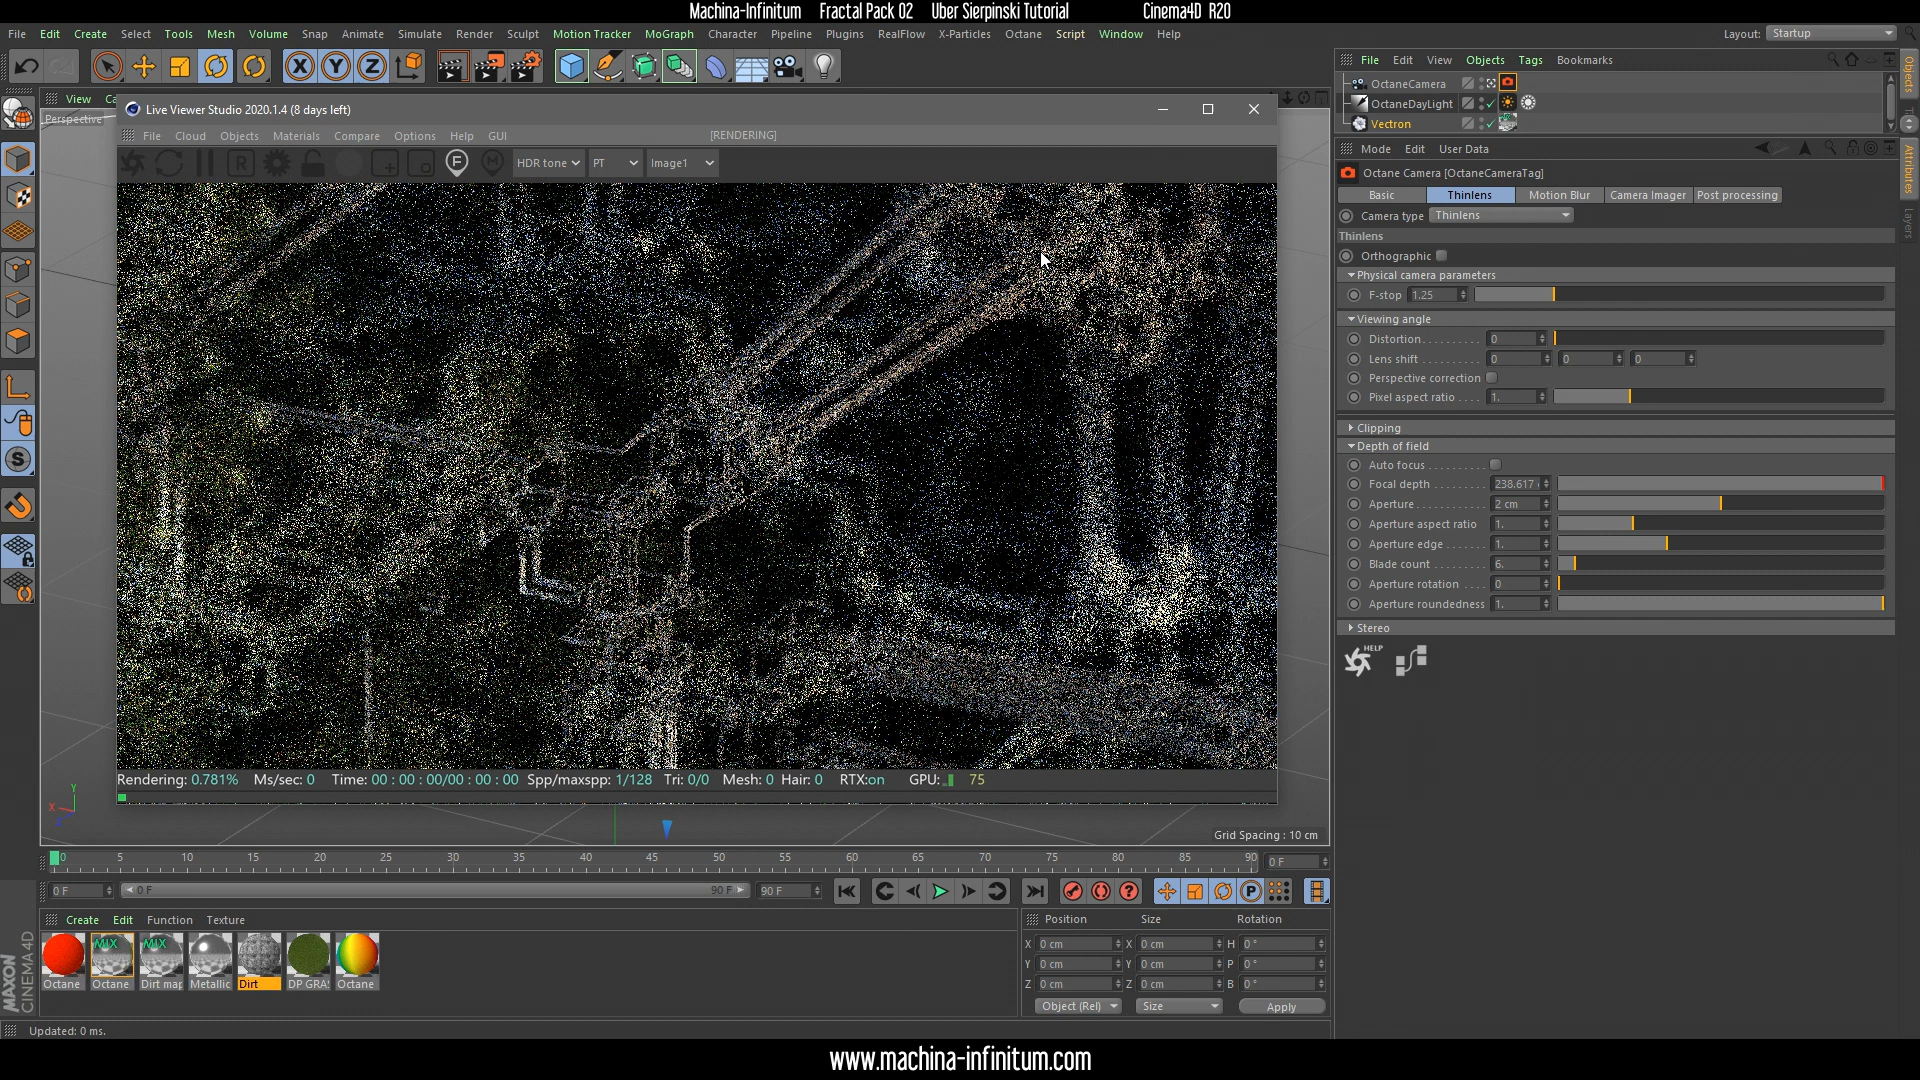 Machina-Infinitum Fractal Pack 02 Uber Sierpinski Tutorial Cinema4D R20
File Edit Create Select Tools Mesh Volume Snap Animate Simulate Render Sculpt Motion Tracker MoGraph Character Pipeline Plugins RealFlow X-Particles Octane Script Window Help
Layout: Startup
X Y Z
View Ca
Perspective
Live Viewer Studio 2020.1.4 (8 days left)
File Cloud Objects Materials Compare Options Help GUI
[RENDERING]
R F M HDR tone PT Image1
Rendering: 0.781% Ms/sec: 0 Time: 00 : 00 : 00/00 : 00 : 00 Spp/maxspp: 1/128 Tri: 0/0 Mesh: 0 Hair: 0 RTX:on GPU: 75
Y
X
Grid Spacing : 10 cm
0 5 10 15 20 25 30 35 40 45 50 55 60 65 70 75 80 85 90
0 F
0 F 0 F 90 F 90 F
P
Create Edit Function Texture
MIX MIX
Octane Octane Dirt map Metallic Dirt DP GRA Octane
MAXON
CINEMA 4D
Position Size Rotation
X 0 cm X 0 cm H 0 °
Y 0 cm Y 0 cm P 0 °
Z 0 cm Z 0 cm B 0 °
Object (Rel) Size Apply
Updated: 0 ms.
File Edit View Objects Tags Bookmarks
OctaneCamera
OctaneDayLight
Vectron
Objects
Mode Edit User Data
Attributes
Layers
Octane Camera [OctaneCameraTag]
Basic Thinlens Motion Blur Camera Imager Post processing
Camera type Thinlens
Thinlens
Orthographic
Physical camera parameters
F-stop 1.25
Viewing angle
Distortion 0
Lens shift 0 0 0
Perspective correction
Pixel aspect ratio 1.
Clipping
Depth of field
Auto focus
Focal depth 238.617
Aperture 2 cm
Aperture aspect ratio 1.
Aperture edge 1.
Blade count 6.
Aperture rotation 0
Aperture roundedness 1.
Stereo
HELP
www.machina-infinitum.com